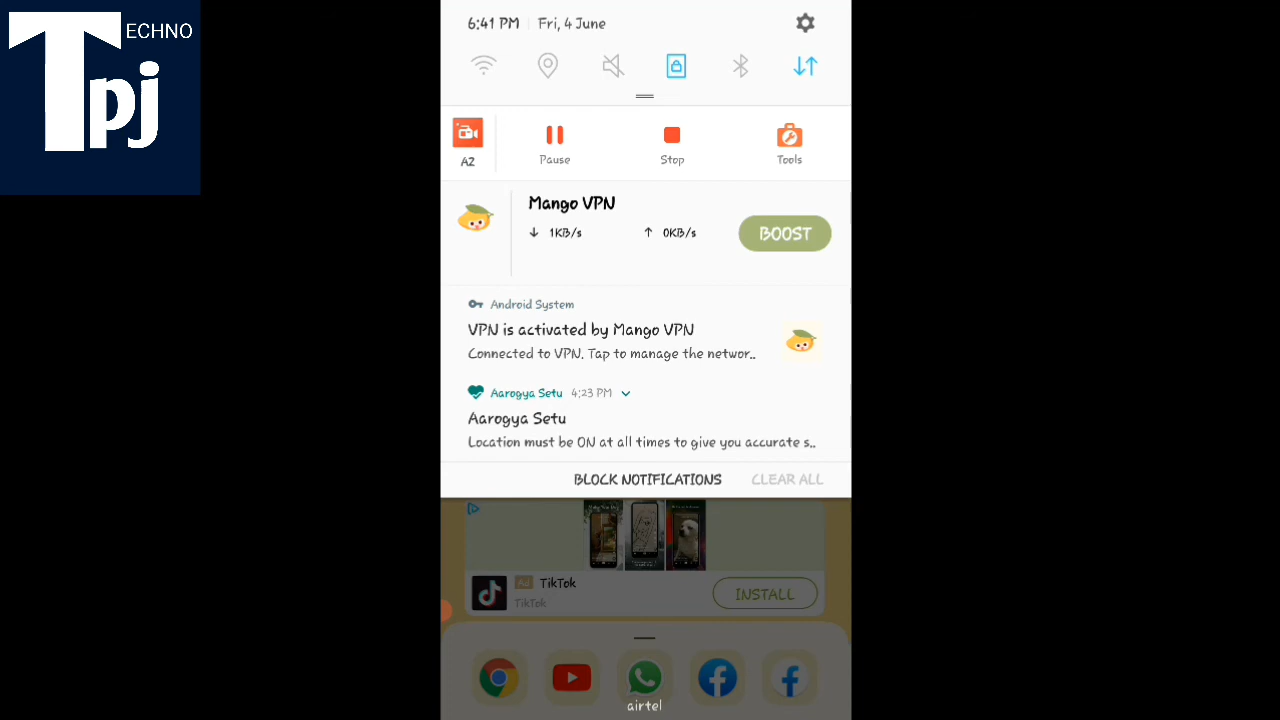 TECHNO
Tpj
6:41 PM Fri, 4 June
A2
Pause
Stop
Tools
Mango VPN
1KB/s 0KB/s
BOOST
Android System
VPN is activated by Mango VPN
Connected to VPN. Tap to manage the networ..
Aarogya Setu 4:23 PM
Aarogya Setu
Location must be ON at all times to give you accurate s..
BLOCK NOTIFICATIONS CLEAR ALL
Ad TikTok
TikTok
INSTALL
airtel